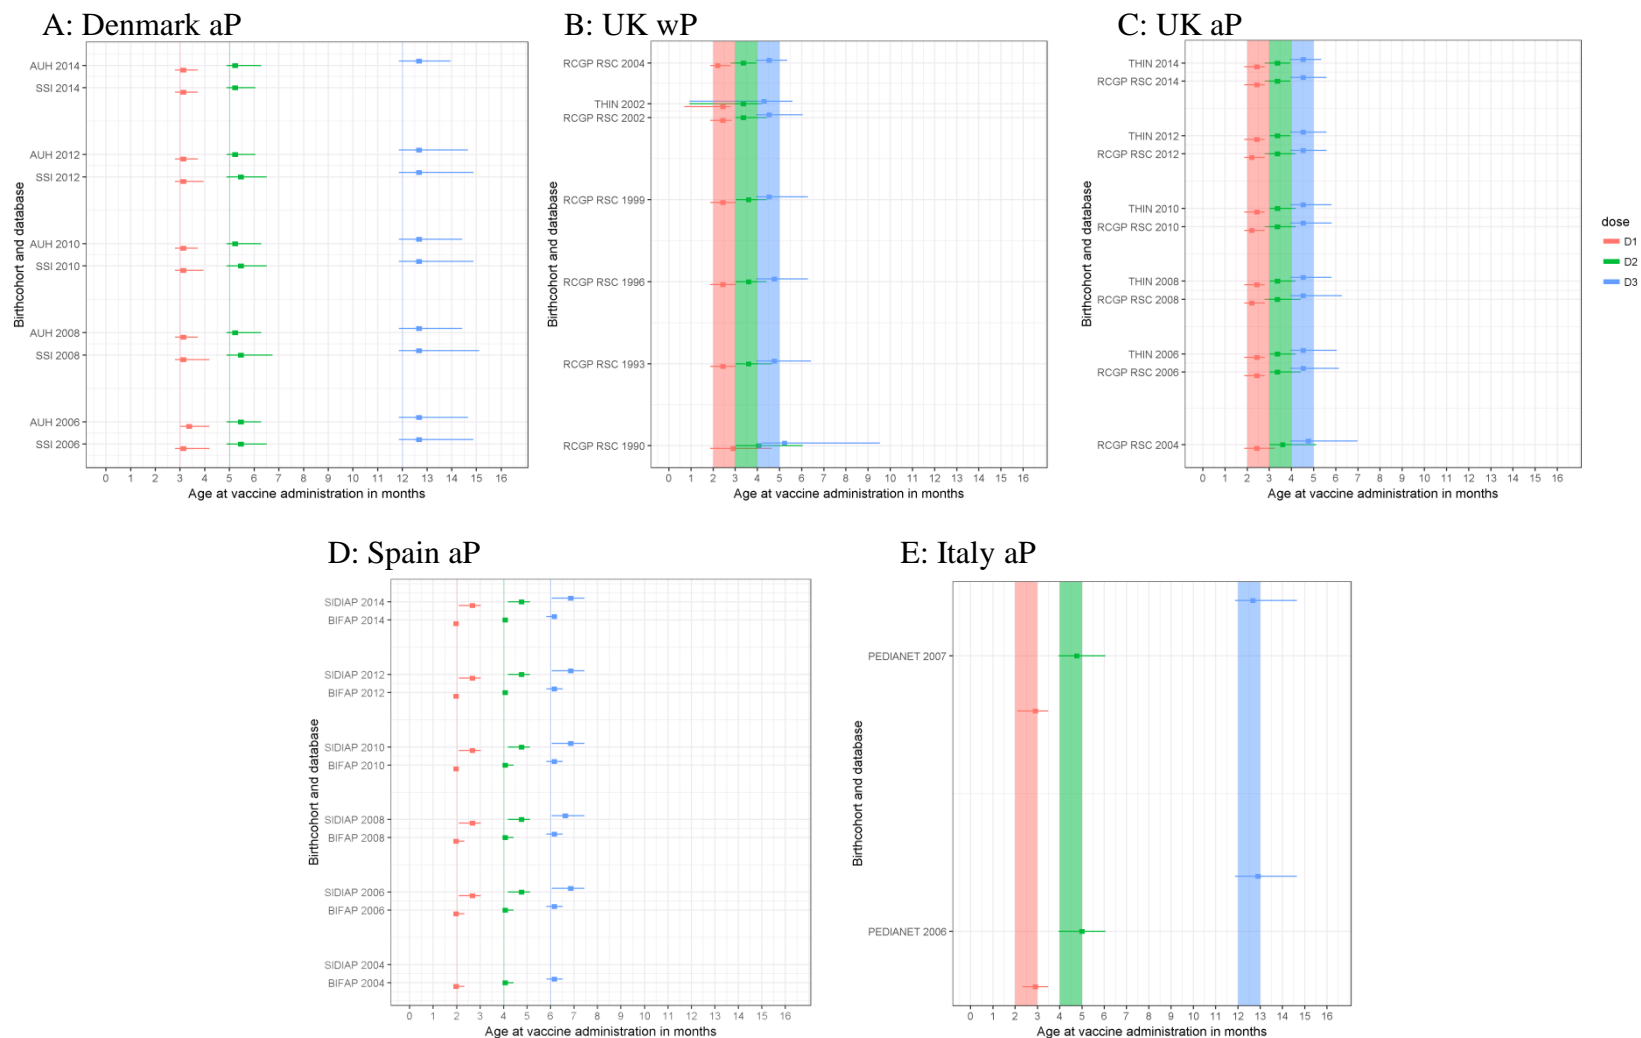 A: Denmark aP
B: UK wP
C: UK aP
Birthcohort and database
AUH 2014
SSI 2014
AUH 2012
SSI 2012
AUH 2010
SSI 2010
AUH 2008
SSI 2008
AUH 2006
SSI 2006
0 1 2 3 4 5 6 7 8 9 10 11 12 13 14 15 16
Age at vaccine administration in months
Birthcohort and database
RCGP RSC 2004
THIN 2002
RCGP RSC 2002
RCGP RSC 1999
RCGP RSC 1996
RCGP RSC 1993
RCGP RSC 1990
0 1 2 3 4 5 6 7 8 9 10 11 12 13 14 15 16
Age at vaccine administration in months
Birthcohort and database
THIN 2014
RCGP RSC 2014
THIN 2012
RCGP RSC 2012
THIN 2010
RCGP RSC 2010
THIN 2008
RCGP RSC 2008
THIN 2006
RCGP RSC 2006
RCGP RSC 2004
0 1 2 3 4 5 6 7 8 9 10 11 12 13 14 15 16
Age at vaccine administration in months
dose
D1
D2
D3
D: Spain aP
E: Italy aP
Birthcohort and database
SIDIAP 2014
BIFAP 2014
SIDIAP 2012
BIFAP 2012
SIDIAP 2010
BIFAP 2010
SIDIAP 2008
BIFAP 2008
SIDIAP 2006
BIFAP 2006
SIDIAP 2004
BIFAP 2004
0 1 2 3 4 5 6 7 8 9 10 11 12 13 14 15 16
Age at vaccine administration in months
Birthcohort and database
PEDIANET 2007
PEDIANET 2006
0 1 2 3 4 5 6 7 8 9 10 11 12 13 14 15 16
Age at vaccine administration in months